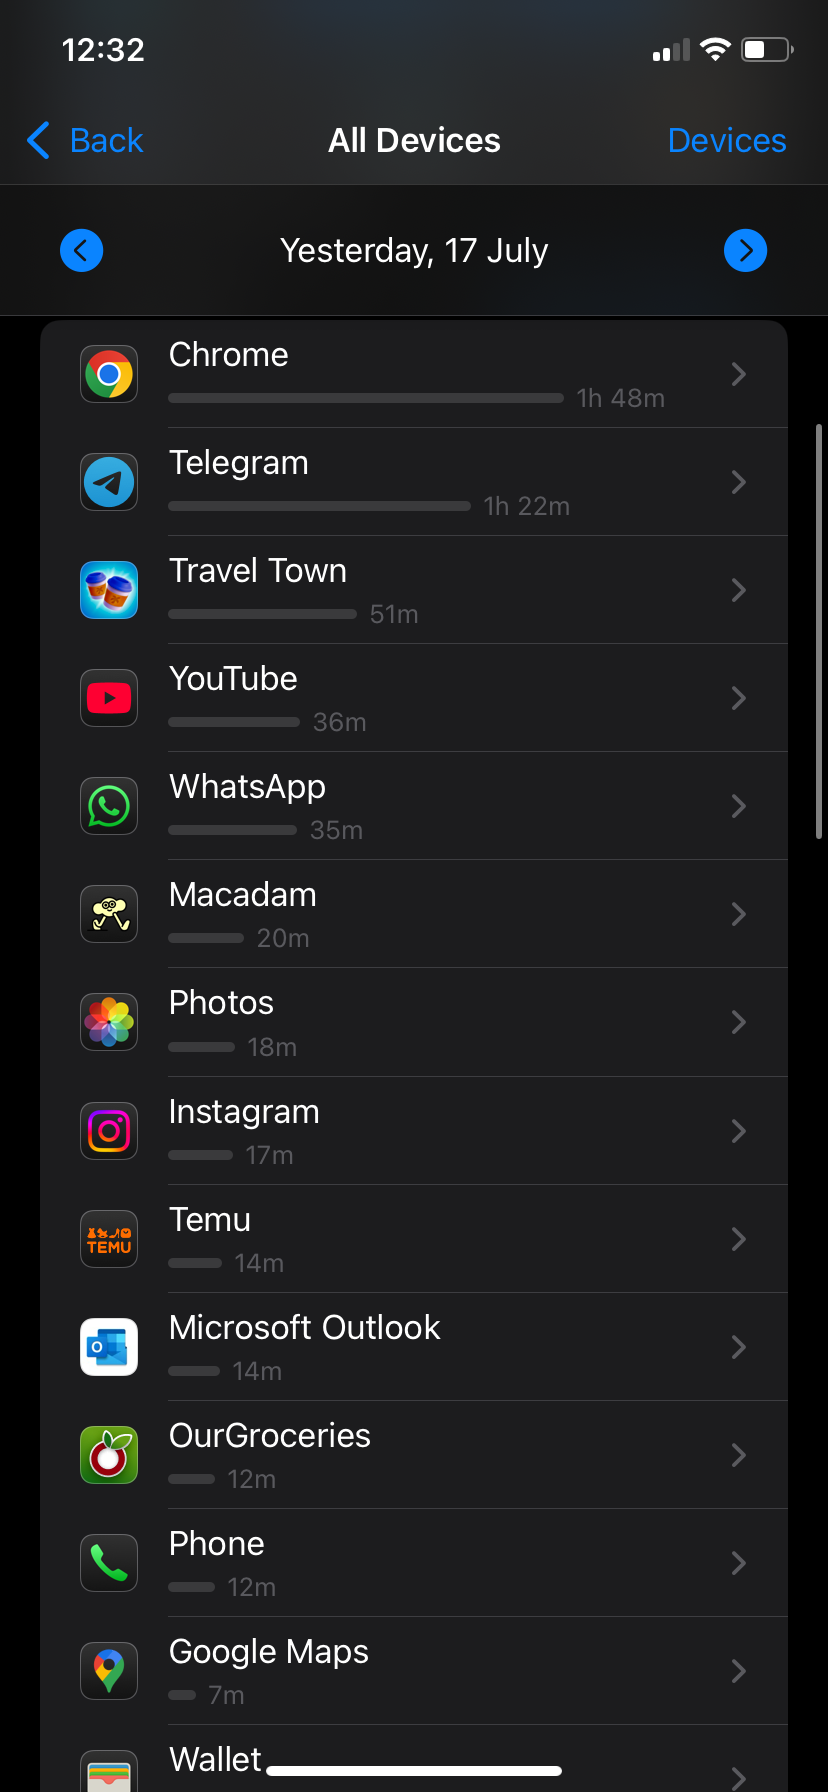 12:32
Back
All Devices
Devices
Yesterday, 17 July
Chrome
1h 48m
Telegram
1h 22m
Travel Town
51m
YouTube
36m
WhatsApp
35m
Macadam
20m
Photos
18m
Instagram
17m
TEMU
Temu
14m
Microsoft Outlook
14m
OurGroceries
12m
Phone
12m
Google Maps
7m
Wallet